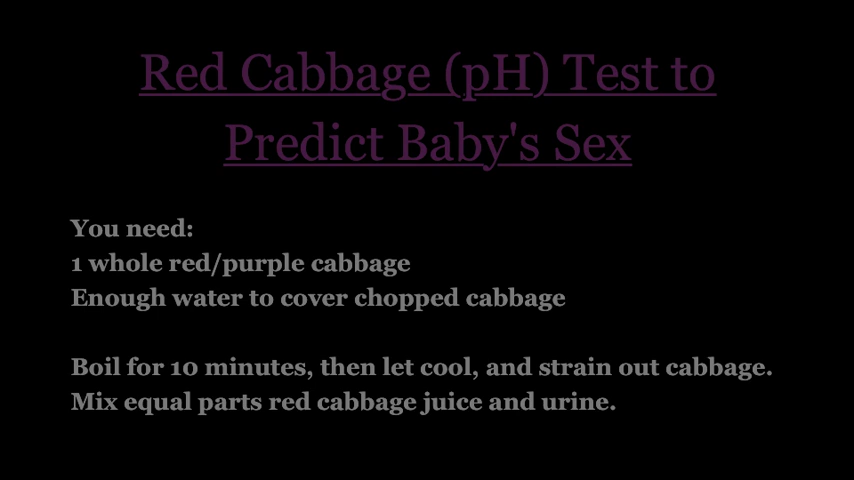 Red Cabbage (pH) Test to
Predict Baby's Sex
You need:
1 whole red/purple cabbage
Enough water to cover chopped cabbage
Boil for 10 minutes, then let cool, and strain out cabbage.
Mix equal parts red cabbage juice and urine.